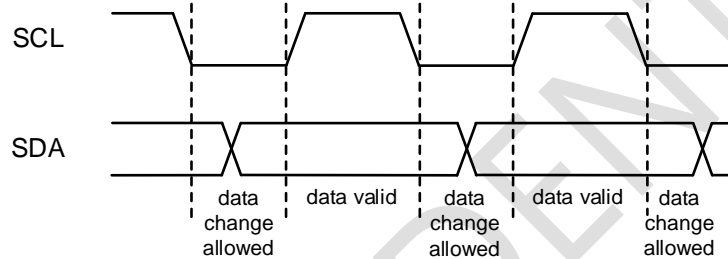 SCL
SDA
data
change
allowed
data valid
data
change
allowed
data valid
data
change
allowed